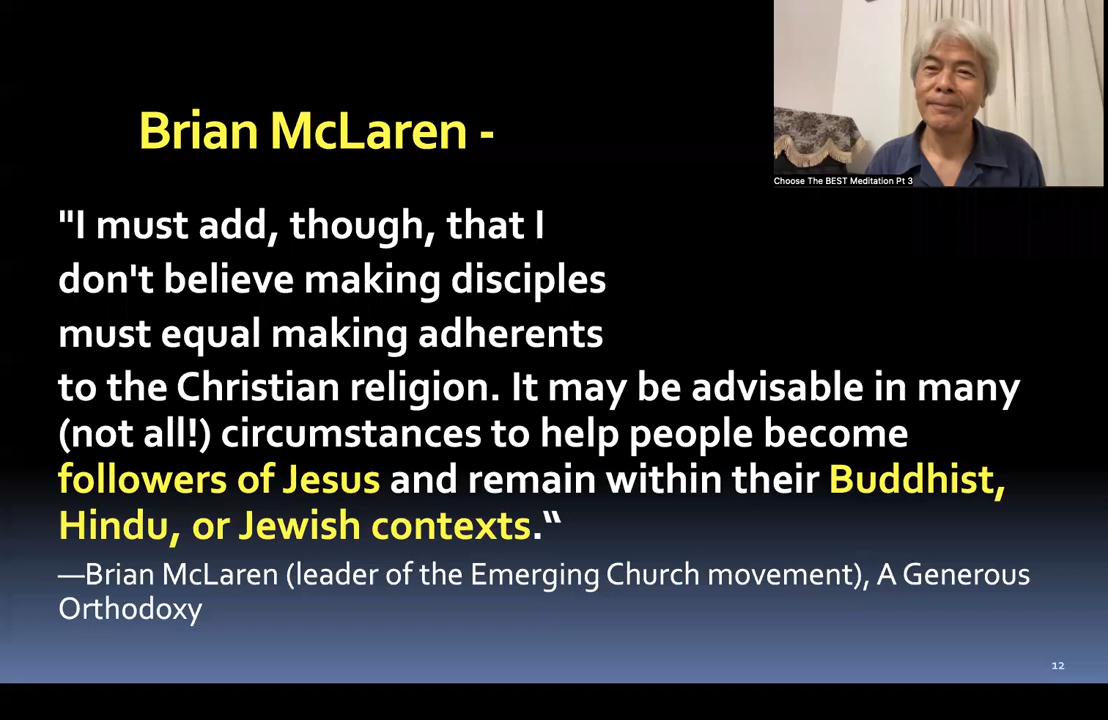 Brian McLaren -
Choose The BEST Meditation Pt 3
"I must add, though, that I
don't believe making disciples
must equal making adherents
to the Christian religion. It may be advisable in many
(not all!) circumstances to help people become
followers of Jesus and remain within their Buddhist,
Hindu, or Jewish contexts.“
—Brian McLaren (leader of the Emerging Church movement), A Generous
Orthodoxy
12